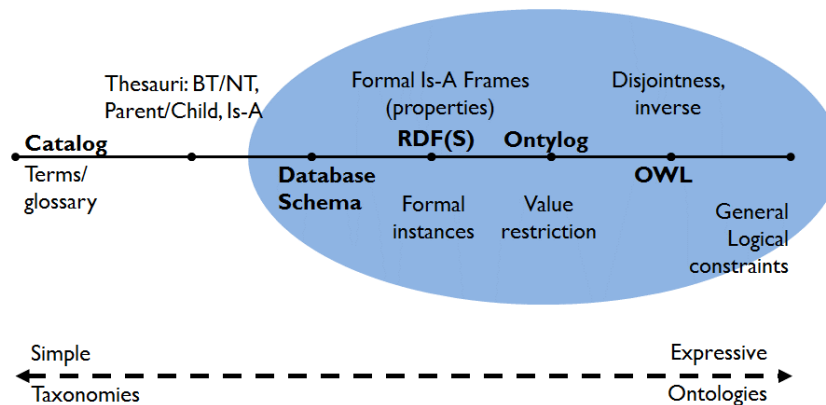 Thesauri: BT/NT,
Parent/Child, Is-A
Formal Is-A Frames
(properties)
Disjointness,
inverse
Catalog
RDF(S)
Ontylog
Terms/
glossary
Database
Schema
OWL
Formal
instances
Value
restriction
General
Logical
constraints
Simple
Expressive
Taxonomies
Ontologies